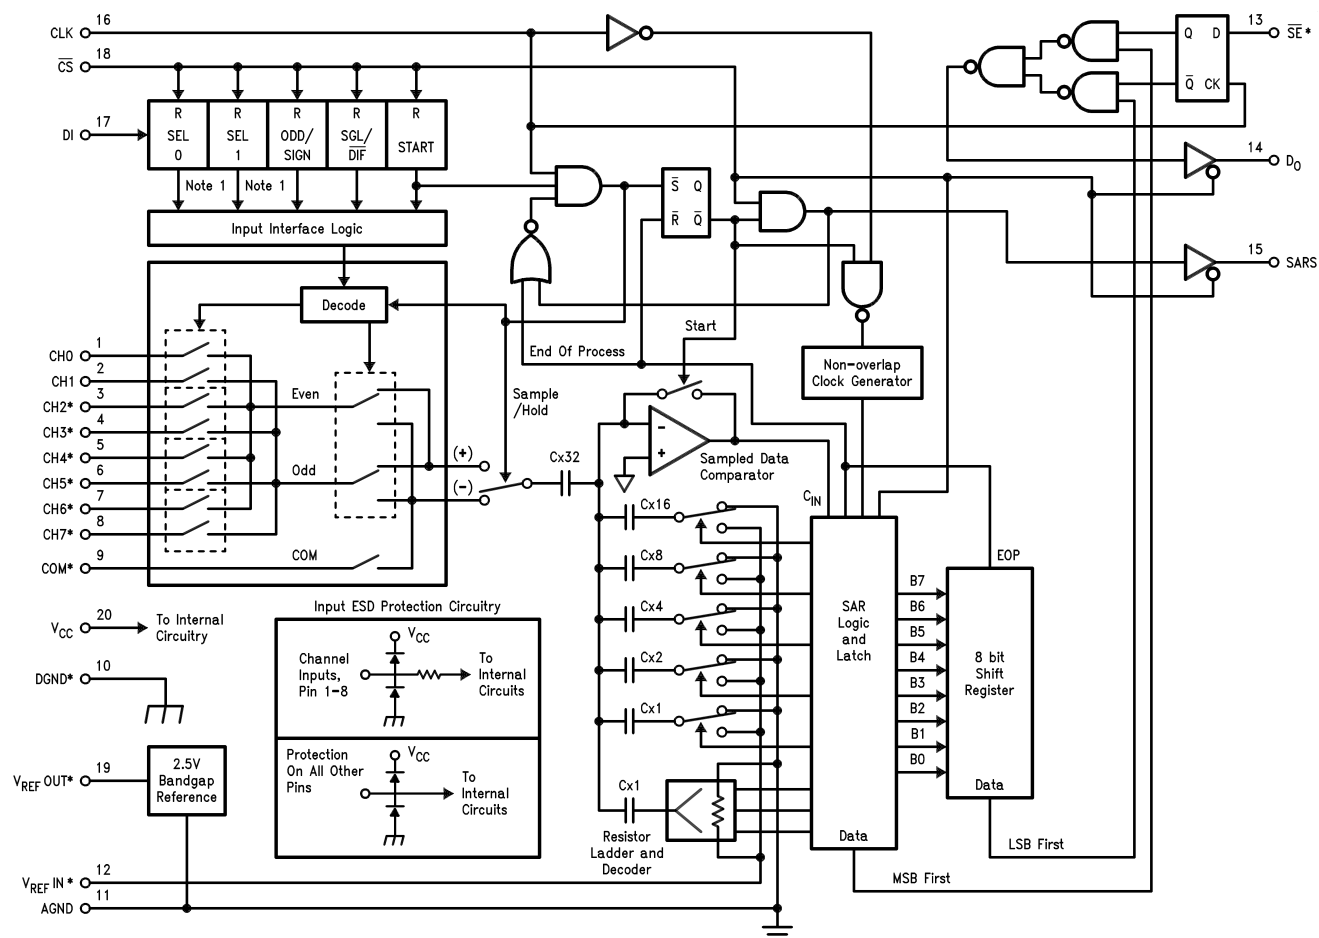 CLK 16
CS 18
DI 17
R R R R R
SEL SEL ODD/ SGL/ START
0 1 SIGN DIF
Note 1 Note 1
Input Interface Logic
Decode
CH0 1
CH1 2
CH2* 3
CH3* 4
CH4* 5
CH5* 6
CH6* 7
CH7* 8
COM* 9
Even
Odd
COM
(+)
(-)
Sample
/Hold
S Q
R Q
End Of Process
Start
Non-overlap
Clock Generator
- 
+
Sampled Data
Comparator
Cx32
Cx16
Cx8
Cx4
Cx2
Cx1
Cx1
Resistor
Ladder and
Decoder
CIN
SAR
Logic
and
Latch
Data
B7
B6
B5
B4
B3
B2
B1
B0
EOP
8 bit
Shift
Register
Data
LSB First
MSB First
Q D
Q CK
13 SE*
14 DO
15 SARS
VCC 20
To Internal
Circuitry
DGND* 10
VREF OUT* 19
2.5V
Bandgap
Reference
VREF IN* 12
AGND 11
Input ESD Protection Circuitry
VCC
Channel
Inputs,
Pin 1-8
To
Internal
Circuits
Protection
On All Other
Pins
VCC
To
Internal
Circuits